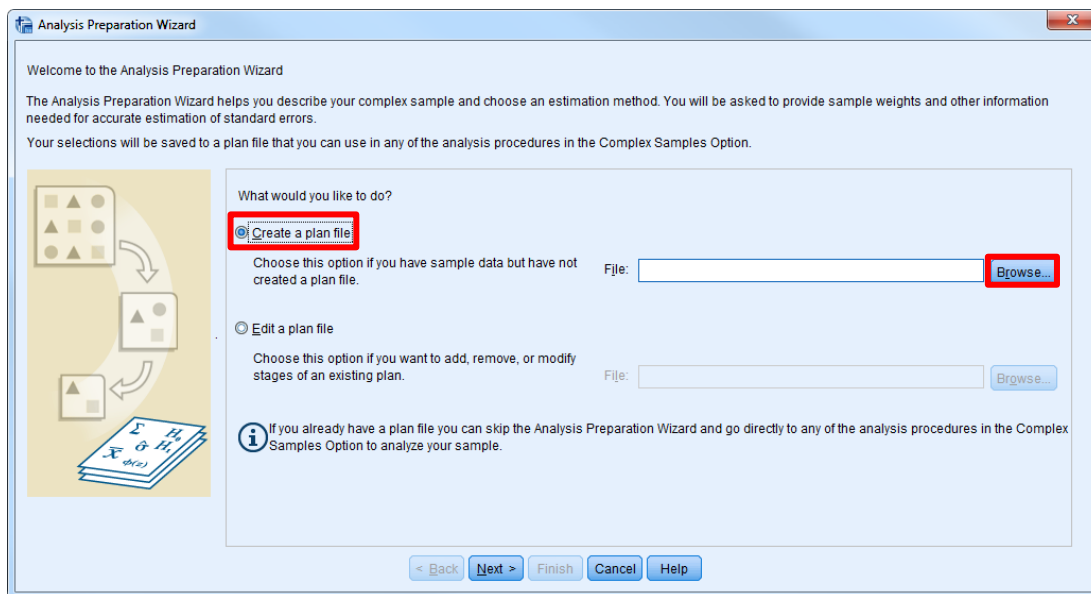 Analysis Preparation Wizard
Welcome to the Analysis Preparation Wizard
The Analysis Preparation Wizard helps you describe your complex sample and choose an estimation method. You will be asked to provide sample weights and other information
needed for accurate estimation of standard errors.
Your selections will be saved to a plan file that you can use in any of the analysis procedures in the Complex Samples Option.
What would you like to do?
Create a plan file
Choose this option if you have sample data but have not
created a plan file.
File:
Browse...
Edit a plan file
Choose this option if you want to add, remove, or modify
stages of an existing plan.
File:
Browse...
If you already have a plan file you can skip the Analysis Preparation Wizard and go directly to any of the analysis procedures in the Complex
Samples Option to analyze your sample.
Σ H₀
x̅ σ̂ H₁
ϕ(z)
< Back Next > Finish Cancel Help